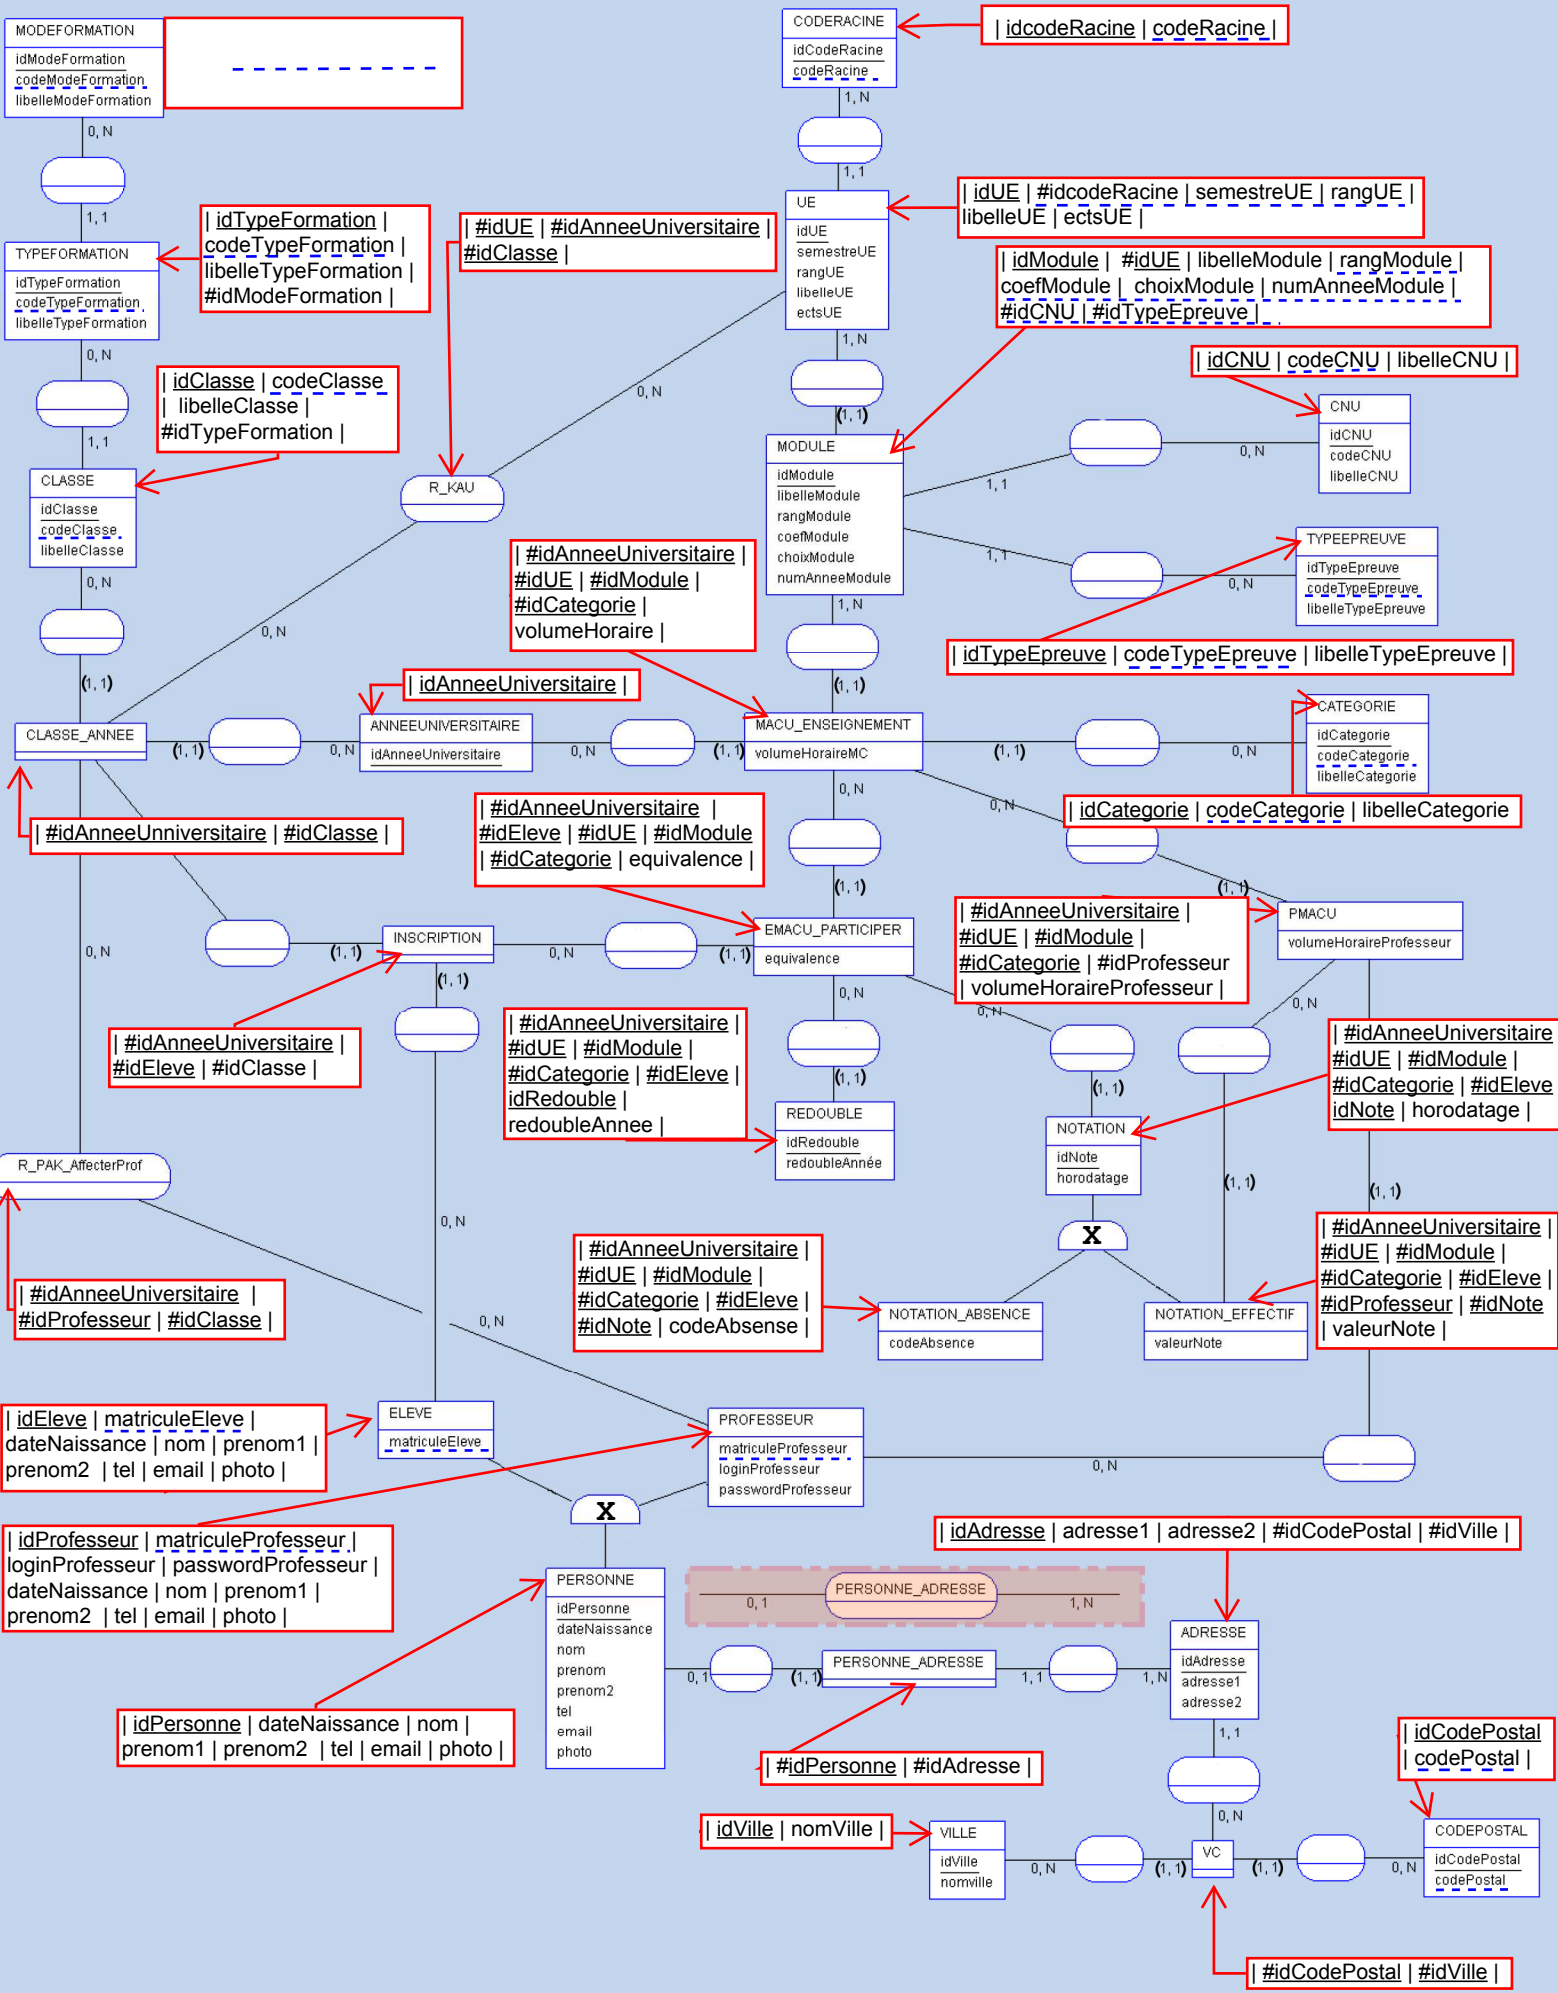 MODEFORMATION
idModeFormation
codeModeFormation
libelleModeFormation
0, N
1, 1
CODERACINE
idCodeRacine
codeRacine
| idcodeRacine | codeRacine |
1, N
1, 1
TYPEFORMATION
idTypeFormation
codeTypeFormation
libelleTypeFormation
| idTypeFormation |
codeTypeFormation |
libelleTypeFormation |
#idModeFormation |
0, N
1, 1
| #idUE | #idAnneeUniversitaire |
#idClasse |
UE
idUE
semestreUE
rangUE
libelleUE
ectsUE
| idUE | #idcodeRacine | semestreUE | rangUE |
libelleUE | ectsUE |
| idModule | #idUE | libelleModule | rangModule |
coefModule | choixModule | numAnneeModule |
#idCNU | #idTypeEpreuve |
1, N
(1, 1)
0, N
| idClasse | codeClasse
| libelleClasse |
#idTypeFormation |
CLASSE
idClasse
codeClasse
libelleClasse
0, N
(1, 1)
R_KAU
0, N
| idCNU | codeCNU | libelleCNU |
CNU
idCNU
codeCNU
libelleCNU
0, N
1, 1
MODULE
idModule
libelleModule
rangModule
coefModule
choixModule
numAnneeModule
1, N
(1, 1)
1, 1
0, N
TYPEEPREUVE
idTypeEpreuve
codeTypeEpreuve
libelleTypeEpreuve
| idTypeEpreuve | codeTypeEpreuve | libelleTypeEpreuve |
| #idAnneeUniversitaire |
#idUE | #idModule |
#idCategorie |
volumeHoraire |
| idAnneeUniversitaire |
CLASSE_ANNEE
(1, 1)
0, N
ANNEEUNIVERSITAIRE
idAnneeUniversitaire
0, N
(1, 1)
MACU_ENSEIGNEMENT
volumeHoraireMC
(1, 1)
0, N
CATEGORIE
idCategorie
codeCategorie
libelleCategorie
| idCategorie | codeCategorie | libelleCategorie
| #idAnneeUnniversitaire | #idClasse |
0, N
0, N
| #idAnneeUniversitaire |
#idEleve | #idUE | #idModule
| #idCategorie | equivalence |
(1, 1)
(1, 1)
0, N
INSCRIPTION
(1, 1)
0, N
(1, 1)
(1, 1)
EMACU_PARTICIPER
equivalence
0, N
0, N
| #idAnneeUniversitaire |
#idUE | #idModule |
#idCategorie | #idProfesseur
| volumeHoraireProfesseur |
PMACU
volumeHoraireProfesseur
0, N
| #idAnneeUniversitaire |
#idEleve | #idClasse |
| #idAnneeUniversitaire |
#idUE | #idModule |
#idCategorie | #idEleve |
idRedouble |
redoubleAnnee |
(1, 1)
REDOUBLE
idRedouble
redoubleAnnée
(1, 1)
NOTATION
idNote
horodatage
X
| #idAnneeUniversitaire
#idUE | #idModule |
#idCategorie | #idEleve
idNote | horodatage |
(1, 1)
(1, 1)
R_PAK_AffecterProf
0, N
| #idAnneeUniversitaire |
#idProfesseur | #idClasse |
0, N
| #idAnneeUniversitaire |
#idUE | #idModule |
#idCategorie | #idEleve |
#idNote | codeAbsense |
NOTATION_ABSENCE
codeAbsence
NOTATION_EFFECTIF
valeurNote
| #idAnneeUniversitaire |
#idUE | #idModule |
#idCategorie | #idEleve |
#idProfesseur | #idNote
| valeurNote |
| idEleve | matriculeEleve |
dateNaissance | nom | prenom1 |
prenom2 | tel | email | photo |
ELEVE
matriculeEleve
PROFESSEUR
matriculeProfesseur
loginProfesseur
passwordProfesseur
0, N
X
| idProfesseur | matriculeProfesseur |
loginProfesseur | passwordProfesseur |
dateNaissance | nom | prenom1 |
prenom2 | tel | email | photo |
| idAdresse | adresse1 | adresse2 | #idCodePostal | #idVille |
PERSONNE
idPersonne
dateNaissance
nom
prenom
prenom2
tel
email
photo
0, 1
PERSONNE_ADRESSE
1, N
0, 1
(1, 1)
PERSONNE_ADRESSE
1, 1
1, N
ADRESSE
idAdresse
adresse1
adresse2
1, 1
| idPersonne | dateNaissance | nom |
prenom1 | prenom2 | tel | email | photo |
| #idPersonne | #idAdresse |
| idCodePostal
| codePostal |
| idVille | nomVille |
VILLE
idVille
nomville
0, N
0, N
(1, 1)
VC
(1, 1)
0, N
CODEPOSTAL
idCodePostal
codePostal
| #idCodePostal | #idVille |